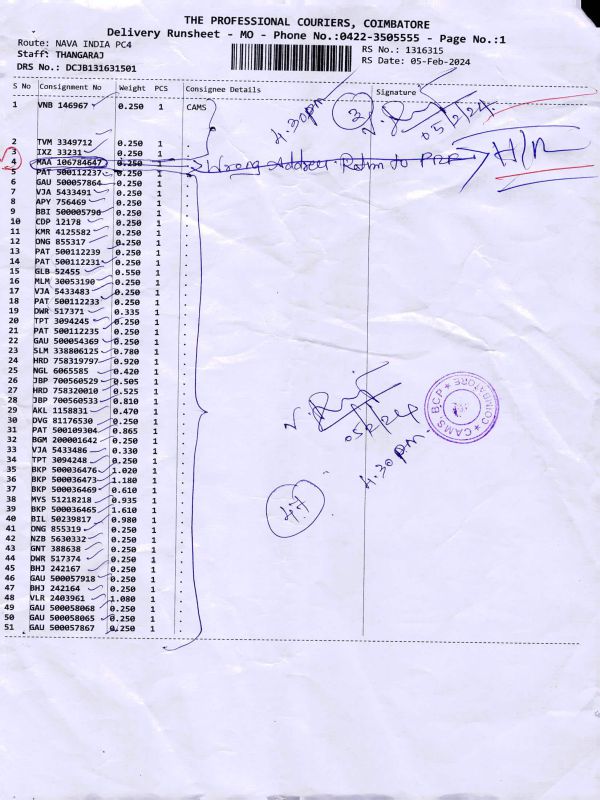 THE PROFESSIONAL COURIERS, COIMBATORE
Delivery Runsheet - MO - Phone No.:0422-3505555 - Page No.:1
Route: NAVA INDIA PC4
RS No.: 1316315
Staff: THANGARAJ
RS Date: 05-Feb-2024
DRS No.: DCJB131631501
S No Consignment No Weight PCS Consignee Details Signature
1 VNB 146967 0.250 1 CAMS
4.30pm 3 05/2/24
2 TVM 3349712 0.250 1 .
3 IXZ 33231 0.250 1 .
4 MAA 106784647 0.250 1 . Wrong Address Return to H/R
5 PAT 500112237 0.250 1 .
6 GAU 500057864 0.250 1 .
7 VJA 5433491 0.250 1 .
8 APY 756469 0.250 1 .
9 BBI 500005790 0.250 1 .
10 CDP 12178 0.250 1 .
11 KMR 4125582 0.250 1 .
12 DNG 855317 0.250 1 .
13 PAT 500112239 0.250 1 .
14 PAT 500112231 0.250 1 .
15 GLB 52455 0.550 1 .
16 MLM 30053190 0.250 1 .
17 VJA 5433483 0.250 1 .
18 PAT 500112233 0.250 1 .
19 DWR 517371 0.335 1 .
20 TPT 3094245 0.250 1 .
21 PAT 500112235 0.250 1 .
22 GAU 500054369 0.250 1 .
23 SLM 338806125 0.780 1 .
24 HRD 758319797 0.920 1 .
25 NGL 6065585 0.420 1 .
26 JBP 700560529 0.505 1 .
27 HRD 758320010 0.525 1 .
28 JBP 700560533 0.810 1 .
29 AKL 1158831 0.470 1 .
30 DVG 81176530 0.250 1 .
31 PAT 500109304 0.865 1 .
32 BGM 200001642 0.250 1 .
33 VJA 5433486 0.330 1 .
34 TPT 3094248 0.250 1 .
35 BKP 500036476 1.020 1 .
36 BKP 500036473 1.180 1 .
37 BKP 500036469 0.610 1 .
38 MYS 51218218 0.935 1 .
39 BKP 500036465 1.610 1 .
40 BIL 50239817 0.980 1 .
41 DNG 855319 0.250 1 .
42 NZB 5630332 0.250 1 .
43 GNT 388638 0.250 1 .
44 DWR 517374 0.250 1 .
45 BHJ 242167 0.250 1 .
46 GAU 500057918 0.250 1 .
47 BHJ 242164 0.250 1 .
48 VLR 2403961 1.080 1 .
49 GAU 500058068 0.250 1 .
50 GAU 500058065 0.250 1 .
51 GAU 500057867 0.250 1 .
05/2/24
4.30 pm.
47
CAMS BCP ★ COIMBATORE ★